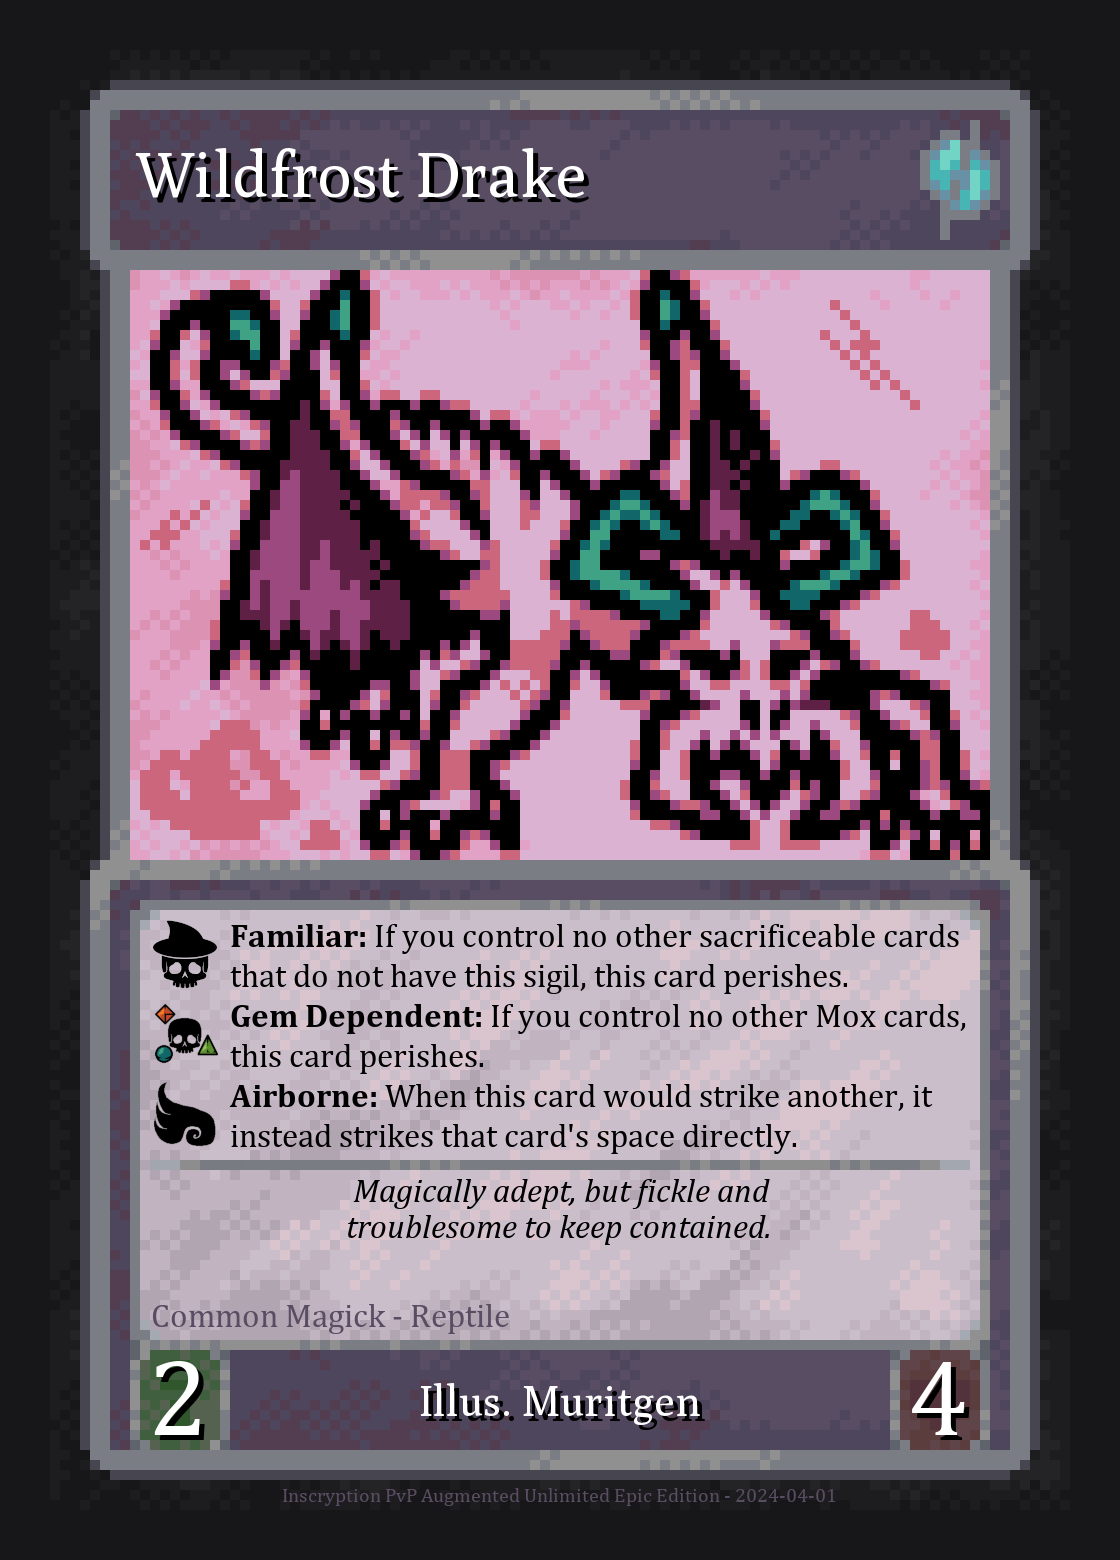 Wildfrost Drake
Familiar: If you control no other sacrificeable cards
that do not have this sigil, this card perishes.
Gem Dependent: If you control no other Mox cards,
this card perishes.
Airborne: When this card would strike another, it
instead strikes that card's space directly.
Magically adept, but fickle and
troublesome to keep contained.
Common Magick - Reptile
2
Illus. Muritgen
4
Inscryption PvP Augmented Unlimited Epic Edition - 2024-04-01